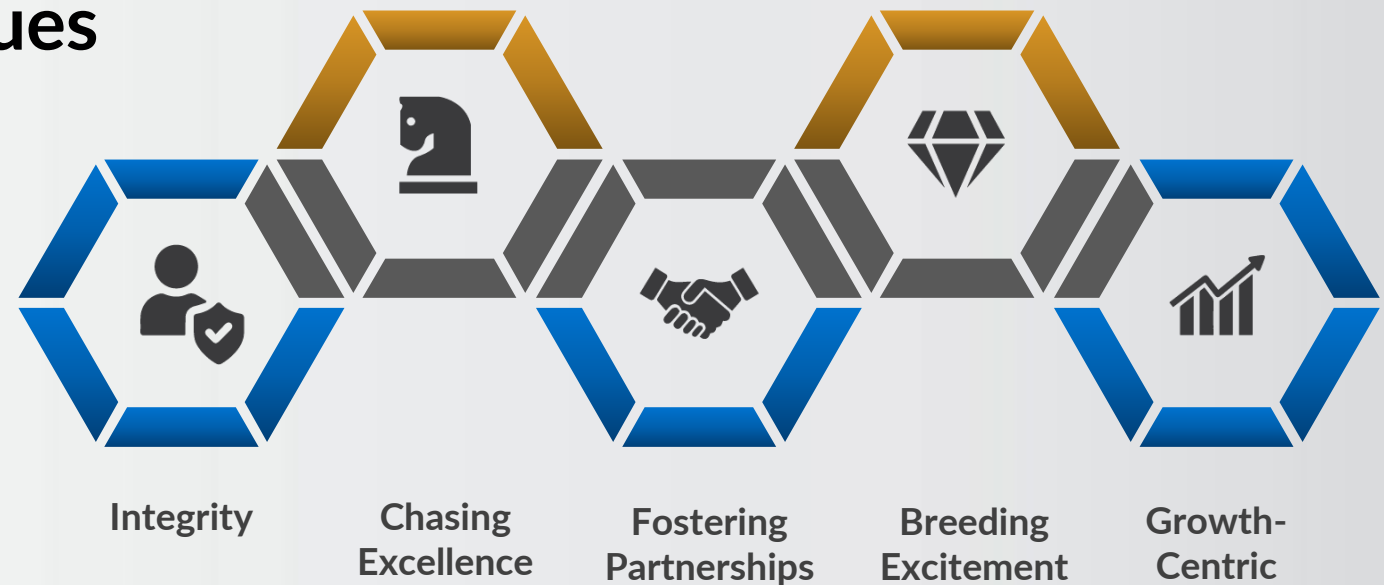 ues
Integrity
Chasing
Excellence
Fostering
Partnerships
Breeding
Excitement
Growth-
Centric